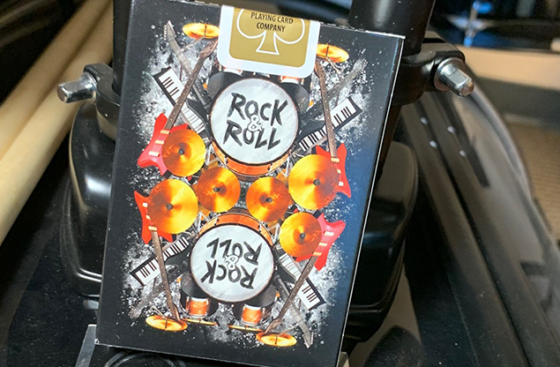 PLAYING CARD
COMPANY
ROCK
&
ROLL
ROCK
&
ROLL